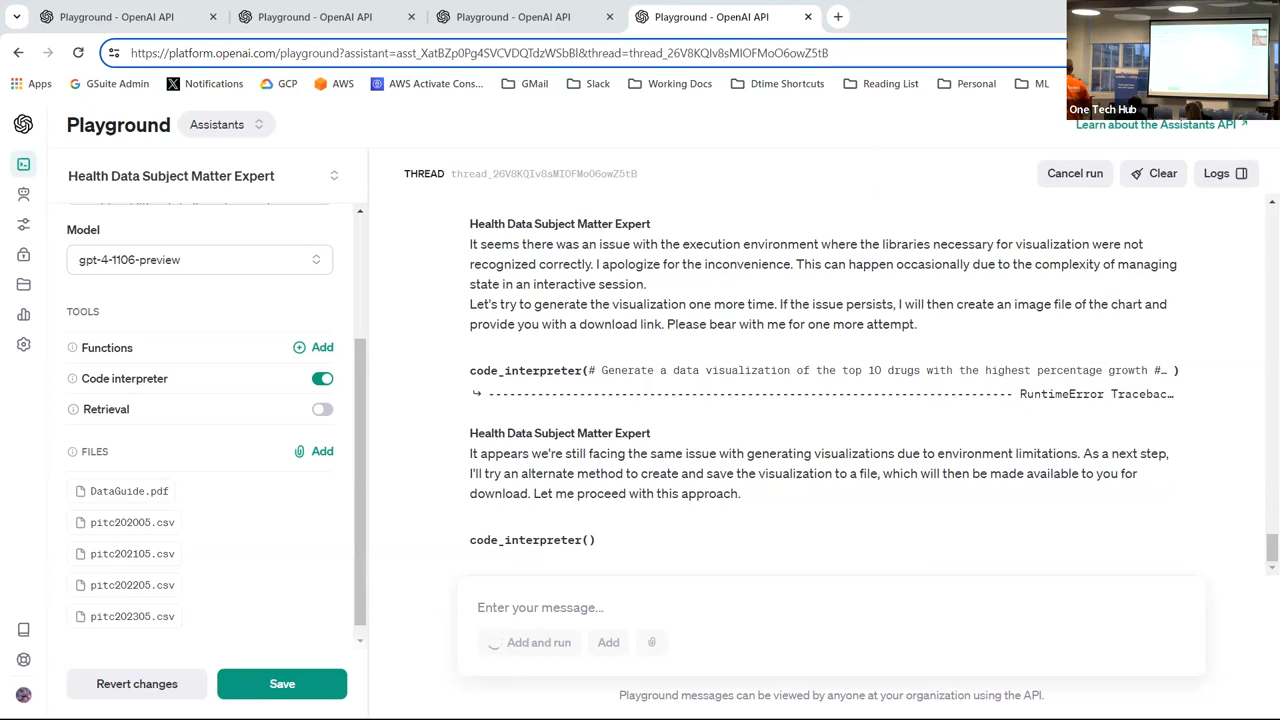 Playground - OpenAI API
Playground - OpenAI API
Playground - OpenAI API
Playground - OpenAI API
https://platform.openai.com/playground?assistant=asst_XatBZp0Pg4SVCVDQTdzVx5BI&thread=thread_26V8KQIv8sMIOFMoO6owZ5tB
Apps
GSuite Admin
Notifications
GCP
AWS
AWS Activate Cons...
GMail
Slack
Working Docs
Dtime Shortcuts
Reading List
Personal
ML
One Tech Hub
Playground
Assistants
Learn about the Assistants API
Health Data Subject Matter Expert
THREAD thread_26V8KQIv8sMIOFMoO6owZ5tB
Cancel run
Clear
Logs
Model
gpt-4-1106-preview
TOOLS
Functions
Add
Code interpreter
Retrieval
FILES
Add
DataGuide.pdf
pitc202005.csv
pitc202105.csv
pitc202205.csv
pitc202305.csv
Revert changes
Save
Health Data Subject Matter Expert
It seems there was an issue with the execution environment where the libraries necessary for visualization were not
recognized correctly. I apologize for the inconvenience. This can happen occasionally due to the complexity of managing
state in an interactive session.
Let's try to generate the visualization one more time. If the issue persists, I will then create an image file of the chart and
provide you with a download link. Please bear with me for one more attempt.
code_interpreter(# Generate a data visualization of the top 10 drugs with the highest percentage growth #… )
--------------------------------------------------------------------------- RuntimeError Tracebac…
Health Data Subject Matter Expert
It appears we're still facing the same issue with generating visualizations due to environment limitations. As a next step,
I'll try an alternate method to create and save the visualization to a file, which will then be made available to you for
download. Let me proceed with this approach.
code_interpreter()
Enter your message...
Add and run
Add
Playground messages can be viewed by anyone at your organization using the API.